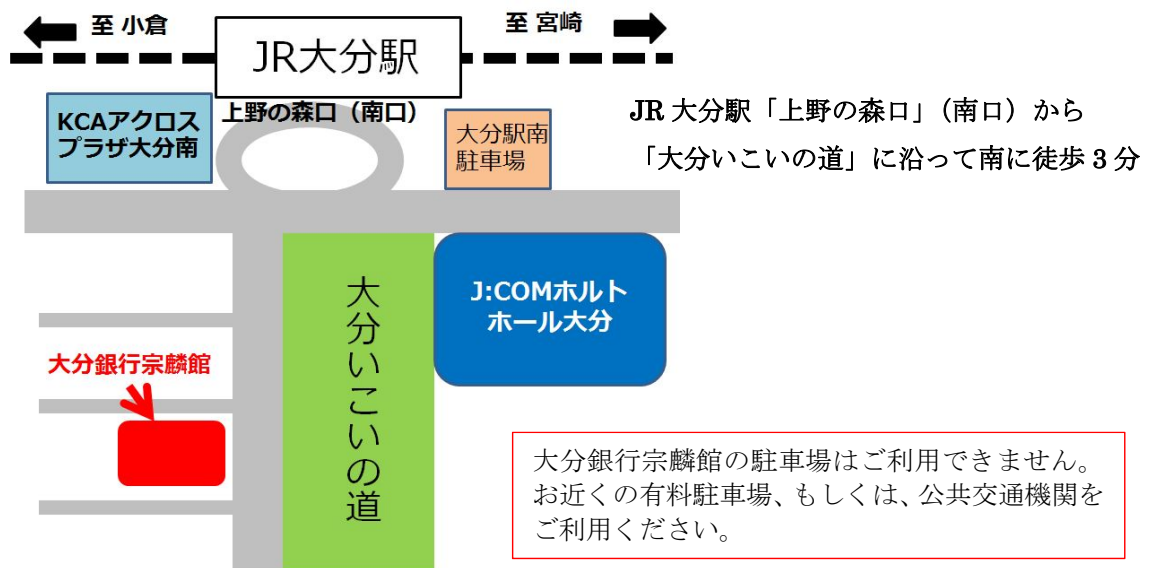 至 小倉
至 宮崎
JR大分駅
上野の森口（南口）
KCAアクロス
プラザ大分南
大分駅南
駐車場
JR 大分駅「上野の森口」（南口）から
「大分いこいの道」に沿って南に徒歩 3 分
大分いこいの道
J:COMホルト
ホール大分
大分銀行宗麟館
大分銀行宗麟館の駐車場はご利用できません。
お近くの有料駐車場、もしくは、公共交通機関を
ご利用ください。